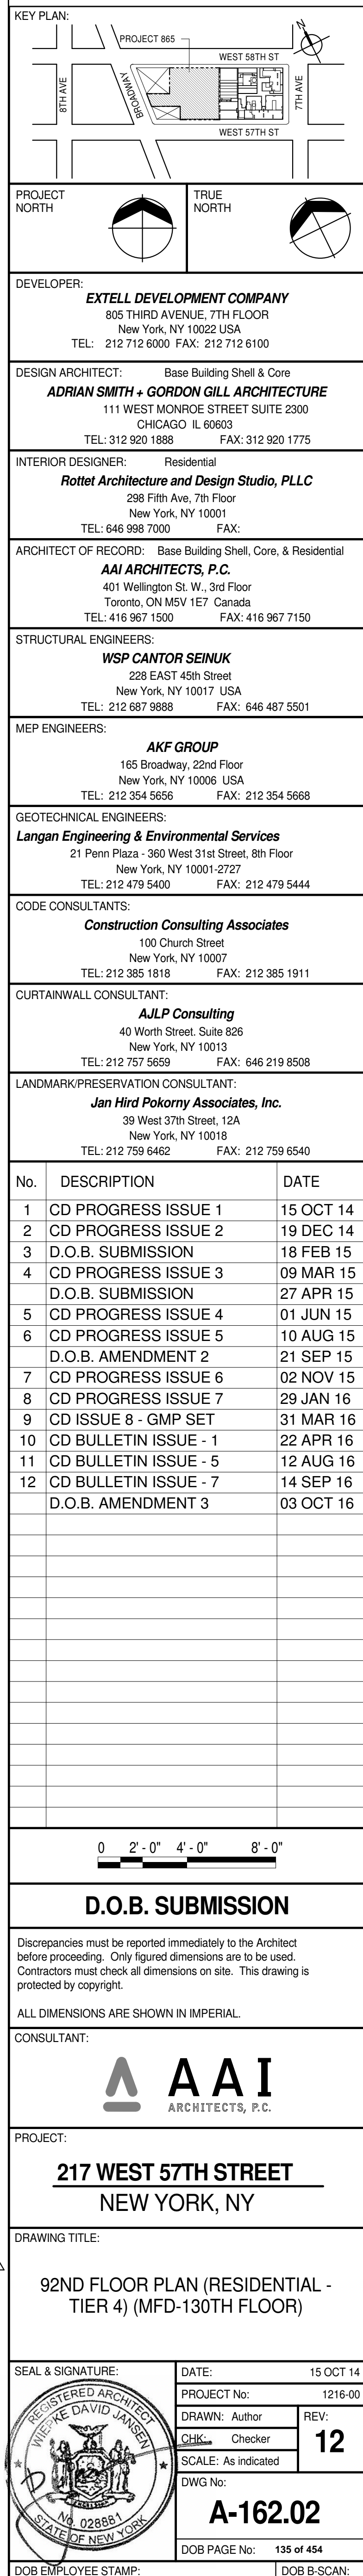 KEY PLAN:
PROJECT 865
N
WEST 58TH ST
8TH AVE
BROADWAY
7TH AVE
WEST 57TH ST
PROJECT
NORTH
TRUE
NORTH
DEVELOPER:
EXTELL DEVELOPMENT COMPANY
805 THIRD AVENUE, 7TH FLOOR
New York, NY 10022 USA
TEL: 212 712 6000 FAX: 212 712 6100
DESIGN ARCHITECT: Base Building Shell & Core
ADRIAN SMITH + GORDON GILL ARCHITECTURE
111 WEST MONROE STREET SUITE 2300
CHICAGO IL 60603
TEL: 312 920 1888 FAX: 312 920 1775
INTERIOR DESIGNER: Residential
Rottet Architecture and Design Studio, PLLC
298 Fifth Ave, 7th Floor
New York, NY 10001
TEL: 646 998 7000 FAX:
ARCHITECT OF RECORD: Base Building Shell, Core, & Residential
AAI ARCHITECTS, P.C.
401 Wellington St. W., 3rd Floor
Toronto, ON M5V 1E7 Canada
TEL: 416 967 1500 FAX: 416 967 7150
STRUCTURAL ENGINEERS:
WSP CANTOR SEINUK
228 EAST 45th Street
New York, NY 10017 USA
TEL: 212 687 9888 FAX: 646 487 5501
MEP ENGINEERS:
AKF GROUP
165 Broadway, 22nd Floor
New York, NY 10006 USA
TEL: 212 354 5656 FAX: 212 354 5668
GEOTECHNICAL ENGINEERS:
Langan Engineering & Environmental Services
21 Penn Plaza - 360 West 31st Street, 8th Floor
New York, NY 10001-2727
TEL: 212 479 5400 FAX: 212 479 5444
CODE CONSULTANTS:
Construction Consulting Associates
100 Church Street
New York, NY 10007
TEL: 212 385 1818 FAX: 212 385 1911
CURTAINWALL CONSULTANT:
AJLP Consulting
40 Worth Street. Suite 826
New York, NY 10013
TEL: 212 757 5659 FAX: 646 219 8508
LANDMARK/PRESERVATION CONSULTANT:
Jan Hird Pokorny Associates, Inc.
39 West 37th Street, 12A
New York, NY 10018
TEL: 212 759 6462 FAX: 212 759 6540
No. DESCRIPTION DATE
1 CD PROGRESS ISSUE 1 15 OCT 14
2 CD PROGRESS ISSUE 2 19 DEC 14
3 D.O.B. SUBMISSION 18 FEB 15
4 CD PROGRESS ISSUE 3 09 MAR 15
D.O.B. SUBMISSION 27 APR 15
5 CD PROGRESS ISSUE 4 01 JUN 15
6 CD PROGRESS ISSUE 5 10 AUG 15
D.O.B. AMENDMENT 2 21 SEP 15
7 CD PROGRESS ISSUE 6 02 NOV 15
8 CD PROGRESS ISSUE 7 29 JAN 16
9 CD ISSUE 8 - GMP SET 31 MAR 16
10 CD BULLETIN ISSUE - 1 22 APR 16
11 CD BULLETIN ISSUE - 5 12 AUG 16
12 CD BULLETIN ISSUE - 7 14 SEP 16
D.O.B. AMENDMENT 3 03 OCT 16
0 2' - 0" 4' - 0" 8' - 0"
D.O.B. SUBMISSION
Discrepancies must be reported immediately to the Architect
before proceeding. Only figured dimensions are to be used.
Contractors must check all dimensions on site. This drawing is
protected by copyright.
ALL DIMENSIONS ARE SHOWN IN IMPERIAL.
CONSULTANT:
AAI
ARCHITECTS, P.C.
PROJECT:
217 WEST 57TH STREET
NEW YORK, NY
DRAWING TITLE:
92ND FLOOR PLAN (RESIDENTIAL -
TIER 4) (MFD-130TH FLOOR)
SEAL & SIGNATURE:
REGISTERED ARCHITECT
WIEPKE DAVID JANSEN
No. 028881
STATE OF NEW YORK
DATE: 15 OCT 14
PROJECT No: 1216-00
DRAWN: Author
CHK: Checker
SCALE: As indicated
REV:
12
DWG No:
A-162.02
DOB PAGE No: 135 of 454
DOB EMPLOYEE STAMP: DOB B-SCAN: